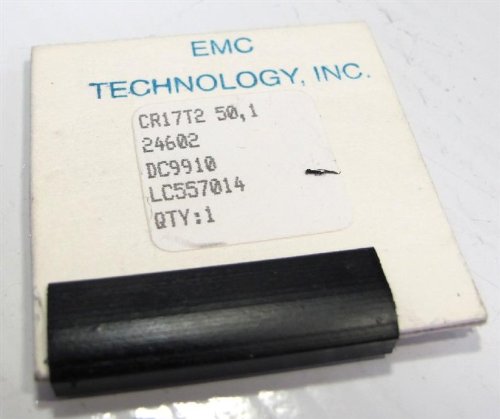 EMC
TECHNOLOGY, INC.
CR17T2 50,1
24602
DC9910
LC557014
QTY:1